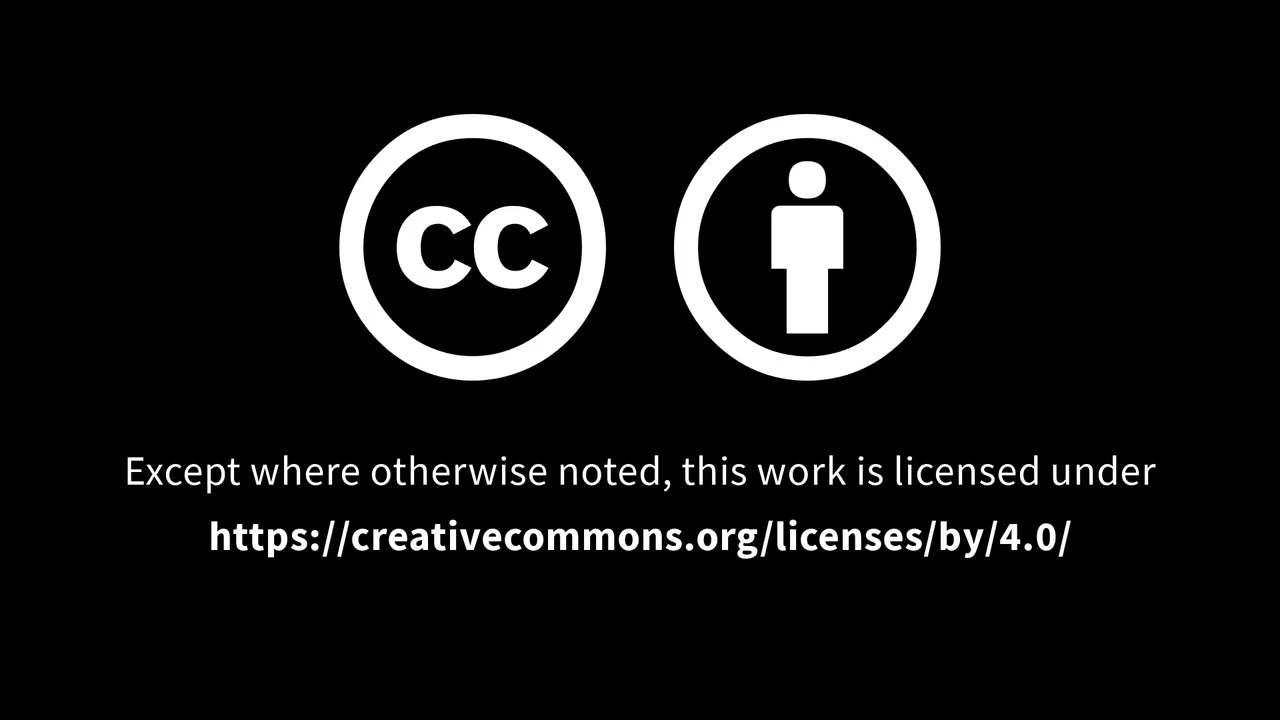 cc
Except where otherwise noted, this work is licensed under
https://creativecommons.org/licenses/by/4.0/